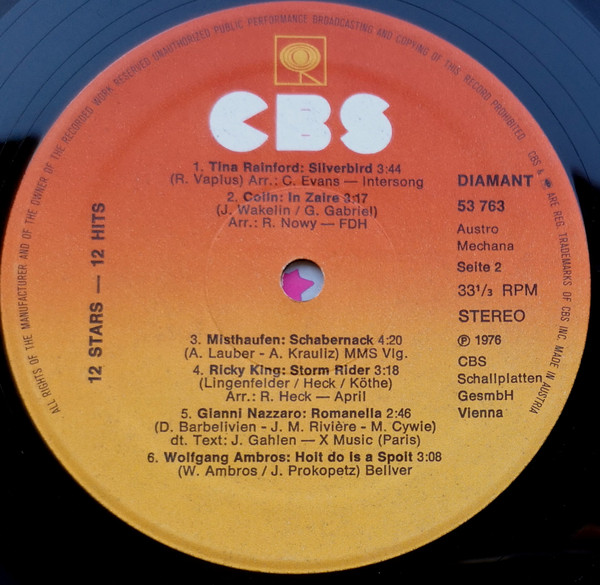 ALL RIGHTS OF THE MANUFACTURER AND OF THE OWNER OF THE RECORDED WORK RESERVED UNAUTHORIZED PUBLIC PERFORMANCE BROADCASTING AND COPYING OF THIS RECORD PROHIBITED
CBS & ARE REG. TRADEMARKS OF CBS INC. MADE IN AUSTRIA
CBS
1. Tina Rainford: Silverbird 3:44
(R. Vaplus) Arr.: C. Evans — Intersong
2. Colin: In Zaire 3:17
(J. Wakelin / G. Gabriel)
Arr.: R. Nowy — FDH
DIAMANT
53 763
Austro
Mechana
Seite 2
33 1/3 RPM
STEREO
℗ 1976
CBS
Schallplatten
GesmbH
Vienna
12 STARS — 12 HITS
3. Misthaufen: Schabernack 4:20
(A. Lauber - A. Kraullz) MMS Vlg.
4. Ricky King: Storm Rider 3:18
(Lingenfelder / Heck / Köthe)
Arr.: R. Heck — April
5. Gianni Nazzaro: Romanella 2:46
(D. Barbelivien - J. M. Rivière - M. Cywie)
dt. Text: J. Gahlen — X Music (Paris)
6. Wolfgang Ambros: Hoit do is a Spoit 3:08
(W. Ambros / J. Prokopetz) Bellver